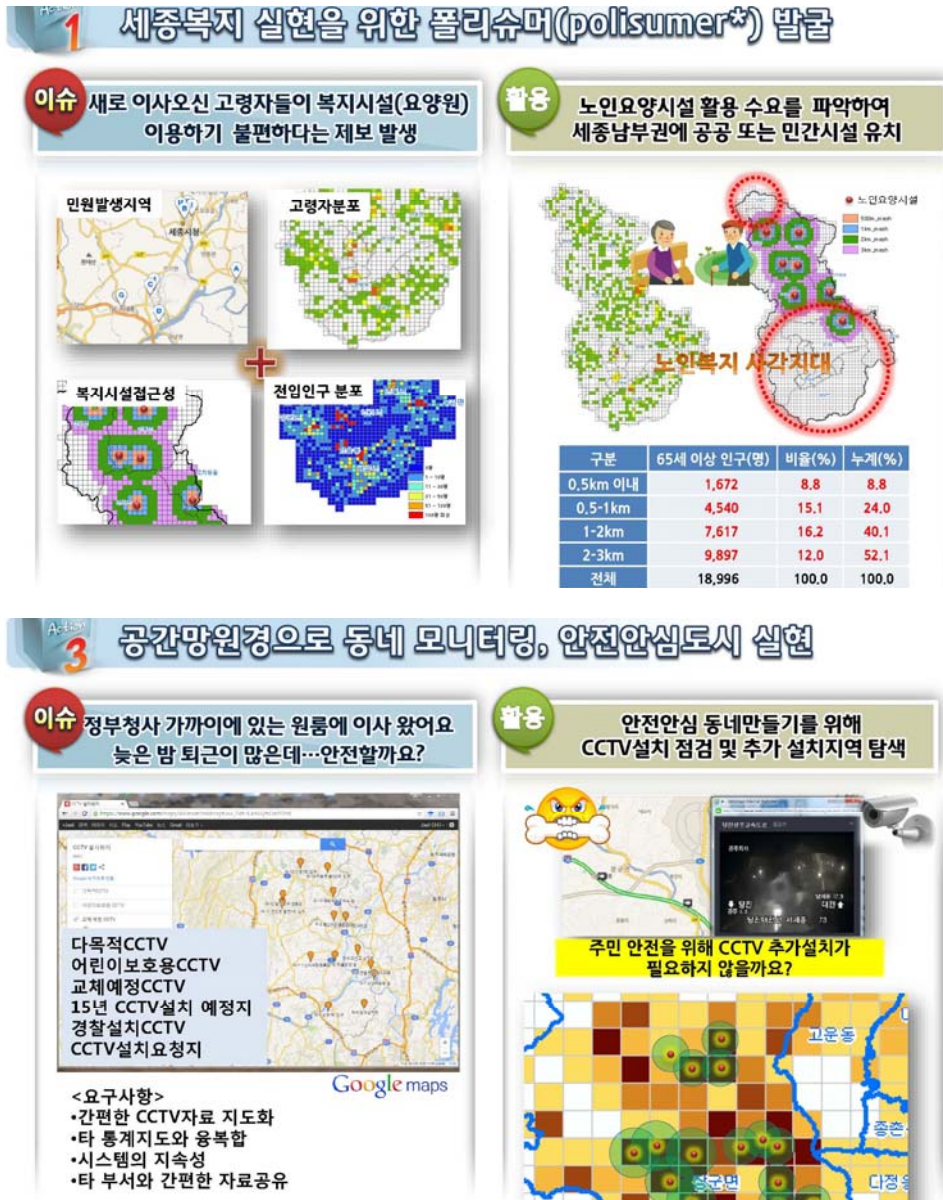 Action
1 세종복지 실현을 위한 폴리슈머(polisumer*) 발굴
이슈
새로 이사오신 고령자들이 복지시설(요양원)
이용하기 불편하다는 제보 발생
활용
노인요양시설 활용 수요를 파악하여
세종남부권에 공공 또는 민간시설 유치
민원발생지역
세종시청
고령자분포
복지시설접근성
전입인구 분포
노인요양시설
노인복지 사각지대
구분 65세 이상 인구(명) 비율(%) 누계(%)
0.5km 이내 1,672 8.8 8.8
0.5-1km 4,540 15.1 24.0
1-2km 7,617 16.2 40.1
2-3km 9,897 12.0 52.1
전체 18,996 100.0 100.0
Action
3 공간망원경으로 동네 모니터링, 안전안심도시 실현
이슈
정부청사 가까이에 있는 원룸에 이사 왔어요
늦은 밤 퇴근이 많은데…안전할까요?
활용
안전안심 동네만들기를 위해
CCTV설치 점검 및 추가 설치지역 탐색
다목적CCTV
어린이보호용CCTV
교체예정CCTV
15년 CCTV설치 예정지
경찰설치CCTV
CCTV설치요청지
Google maps
<요구사항>
•간편한 CCTV자료 지도화
•타 통계지도와 융복합
•시스템의 지속성
•타 부서와 간편한 자료공유
주민 안전을 위해 CCTV 추가설치가
필요하지 않을까요?
고운동
종촌
장군면
다정